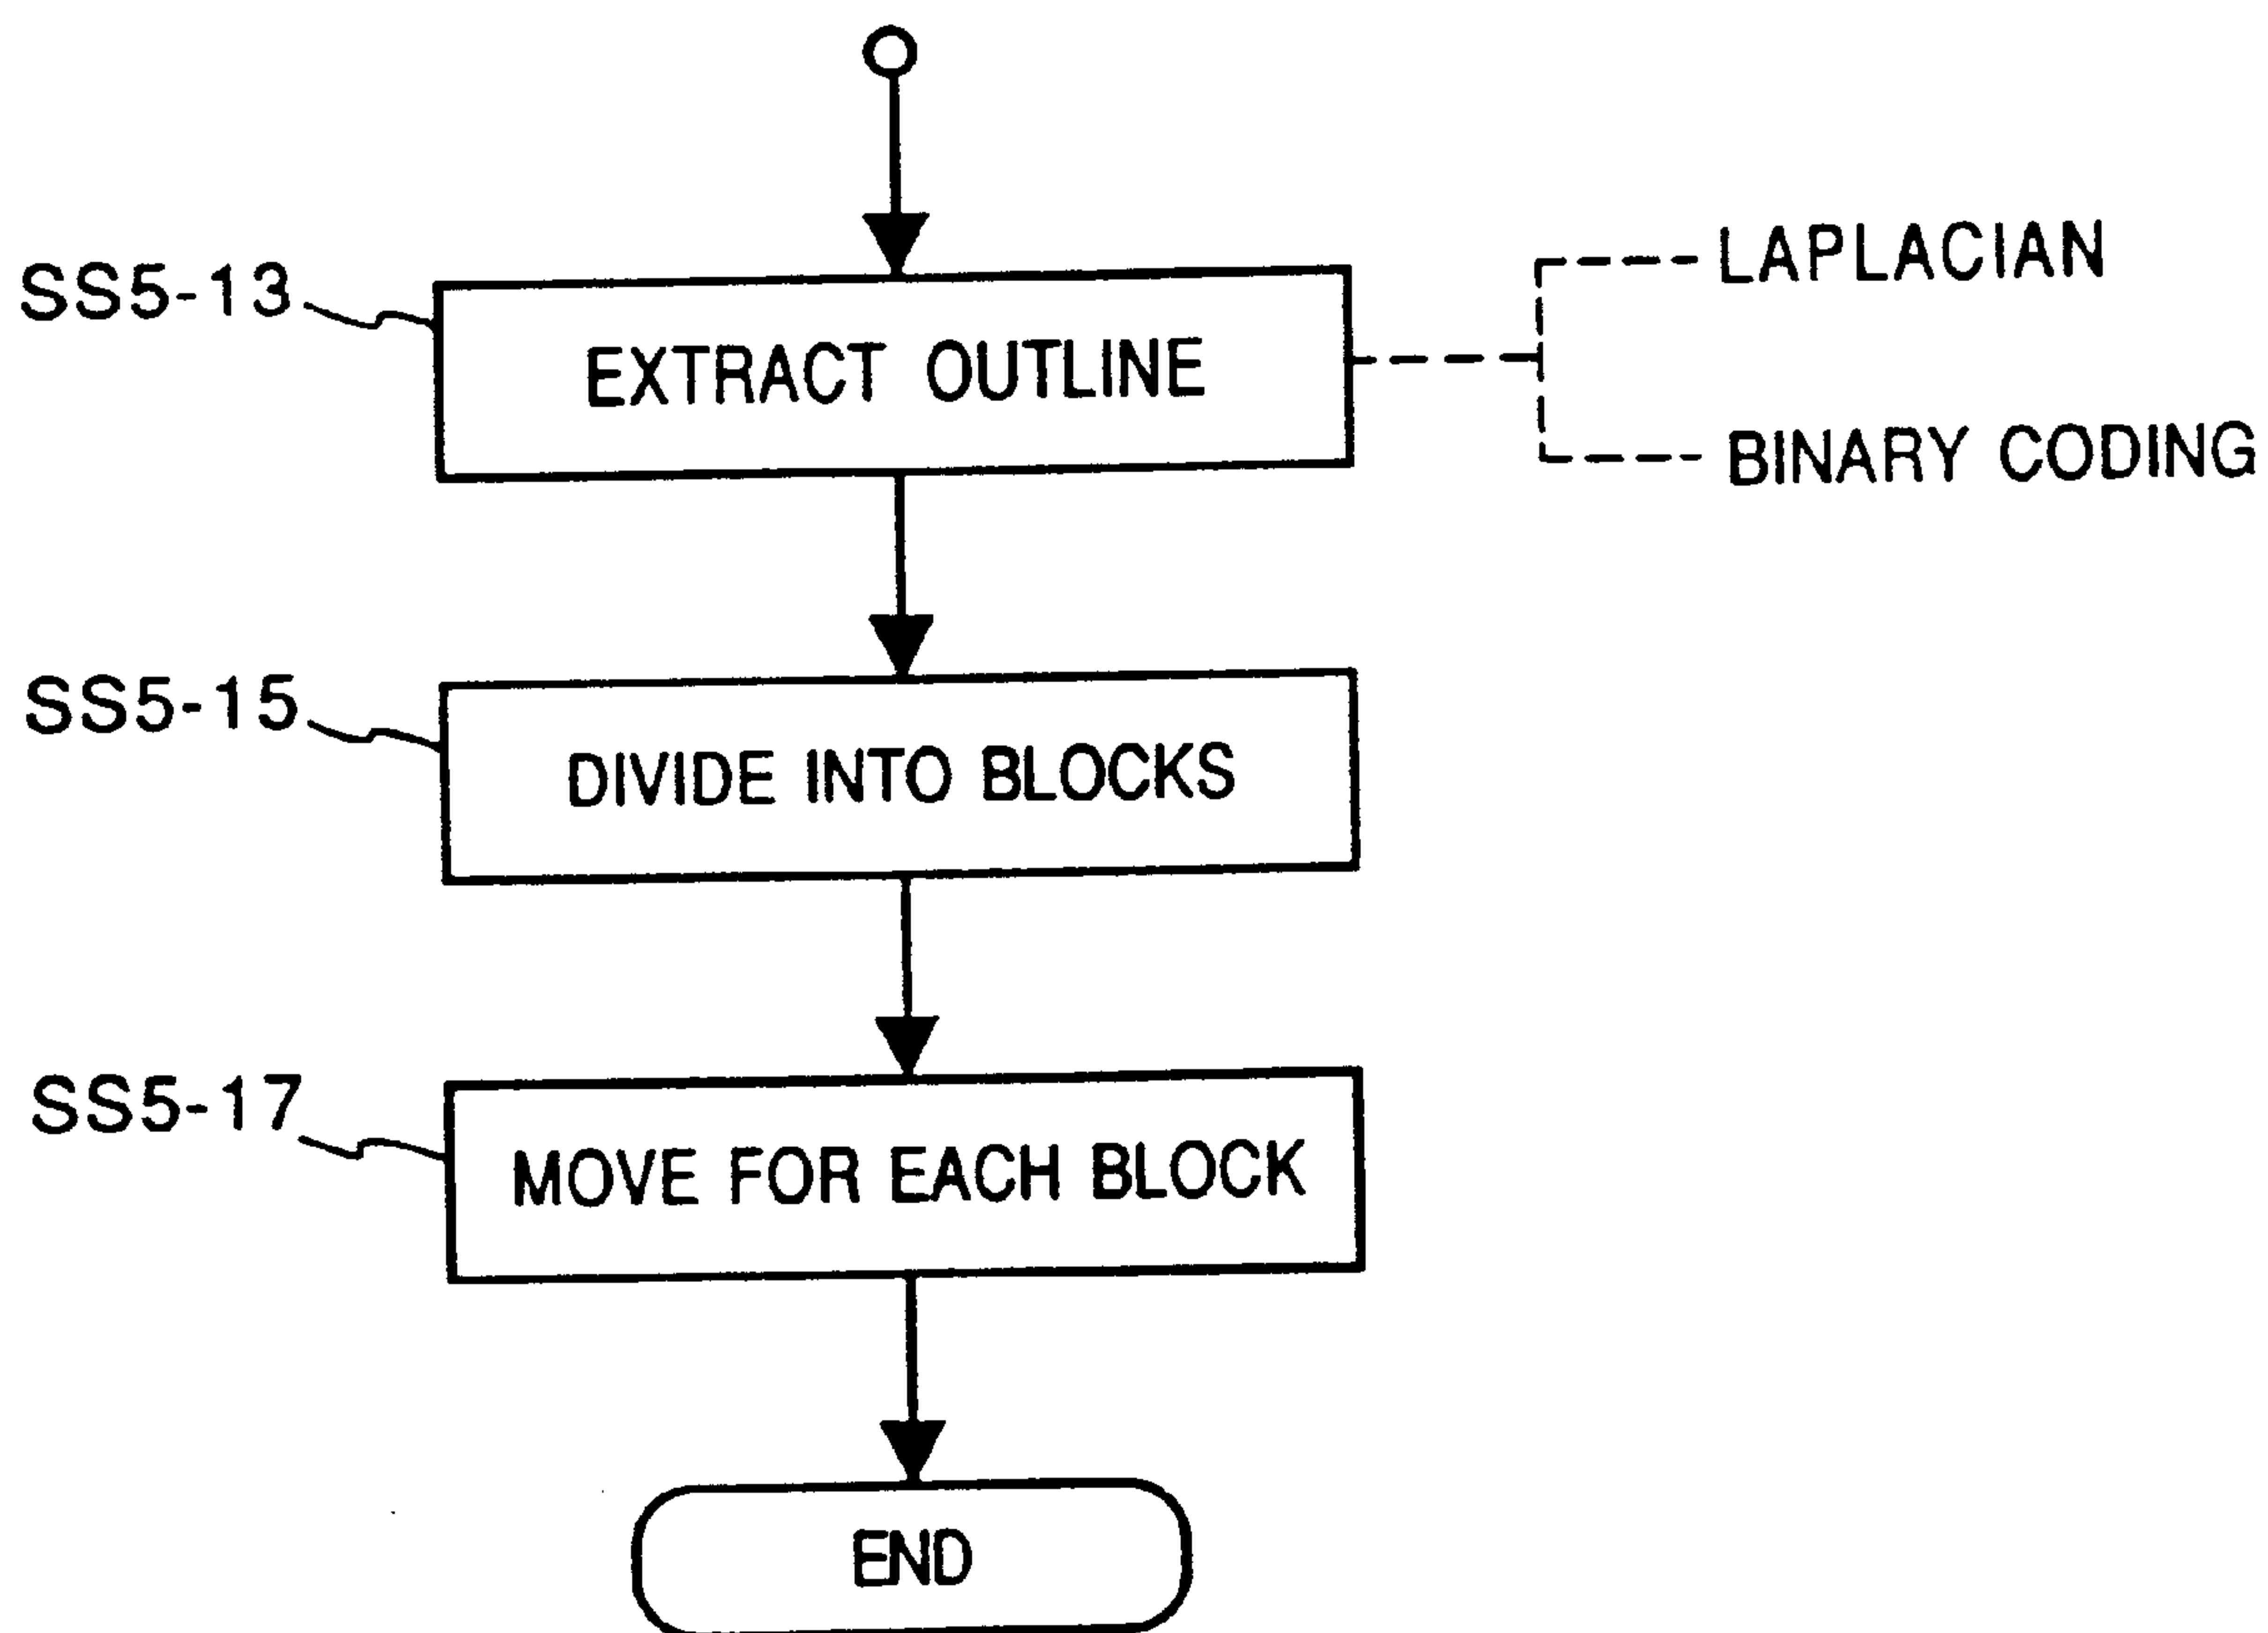 SS5-13
EXTRACT OUTLINE
LAPLACIAN
BINARY CODING
SS5-15
DIVIDE INTO BLOCKS
SS5-17
MOVE FOR EACH BLOCK
END